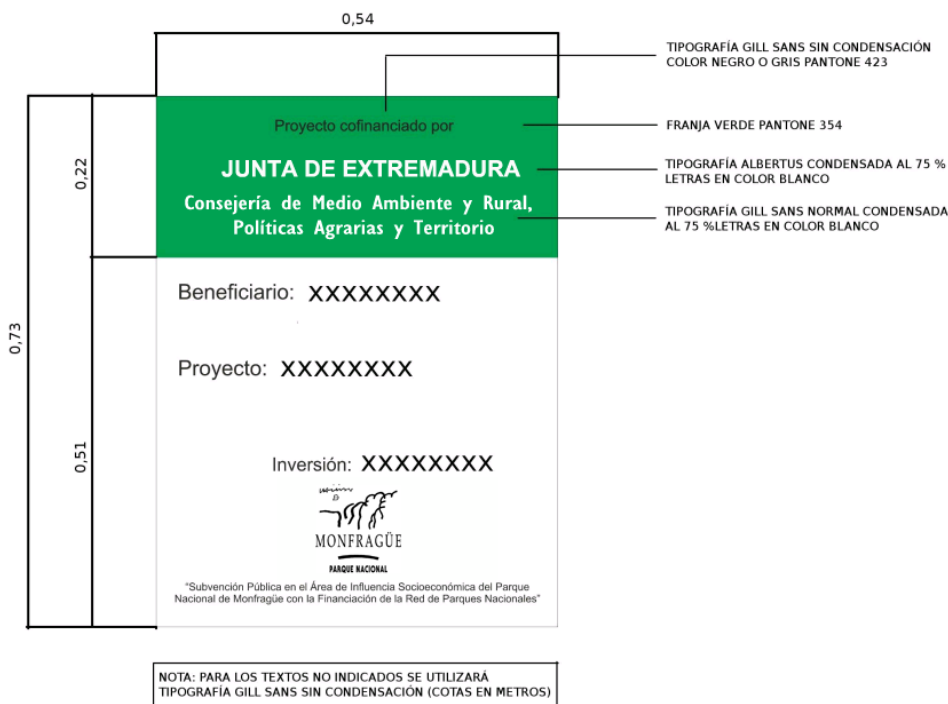 0,54
TIPOGRAFÍA GILL SANS SIN CONDENSACIÓN
COLOR NEGRO O GRIS PANTONE 423
Proyecto cofinanciado por
FRANJA VERDE PANTONE 354
0,22
JUNTA DE EXTREMADURA
TIPOGRAFÍA ALBERTUS CONDENSADA AL 75 %
LETRAS EN COLOR BLANCO
Consejería de Medio Ambiente y Rural,
Políticas Agrarias y Territorio
TIPOGRAFÍA GILL SANS NORMAL CONDENSADA
AL 75 %LETRAS EN COLOR BLANCO
Beneficiario: XXXXXXXX
0,73
Proyecto: XXXXXXXX
0,51
Inversión: XXXXXXXX
MONFRAGÜE
PARQUE NACIONAL
"Subvención Pública en el Área de Influencia Socioeconómica del Parque
Nacional de Monfragüe con la Financiación de la Red de Parques Nacionales"
NOTA: PARA LOS TEXTOS NO INDICADOS SE UTILIZARÁ
TIPOGRAFÍA GILL SANS SIN CONDENSACIÓN (COTAS EN METROS)